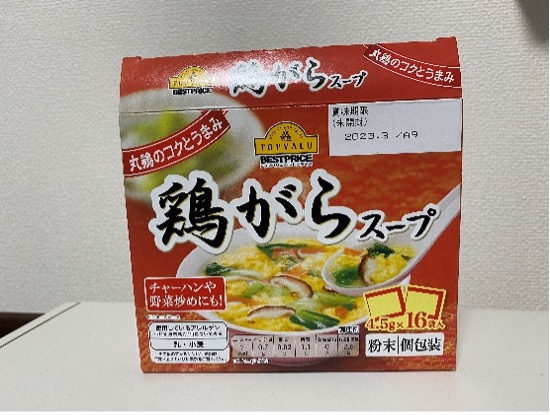 TOPVALU
BESTPRICE
鶏がらスープ
丸鶏のコクとうまみ
賞味期限
(未開封)
2023.3 /A9
丸鶏のコクとうまみ
TOPVALU
BESTPRICE
鶏がらスープ
チャーハンや
野菜炒めにも!
乳・小麦
4.5g×16袋入
粉末 個包装